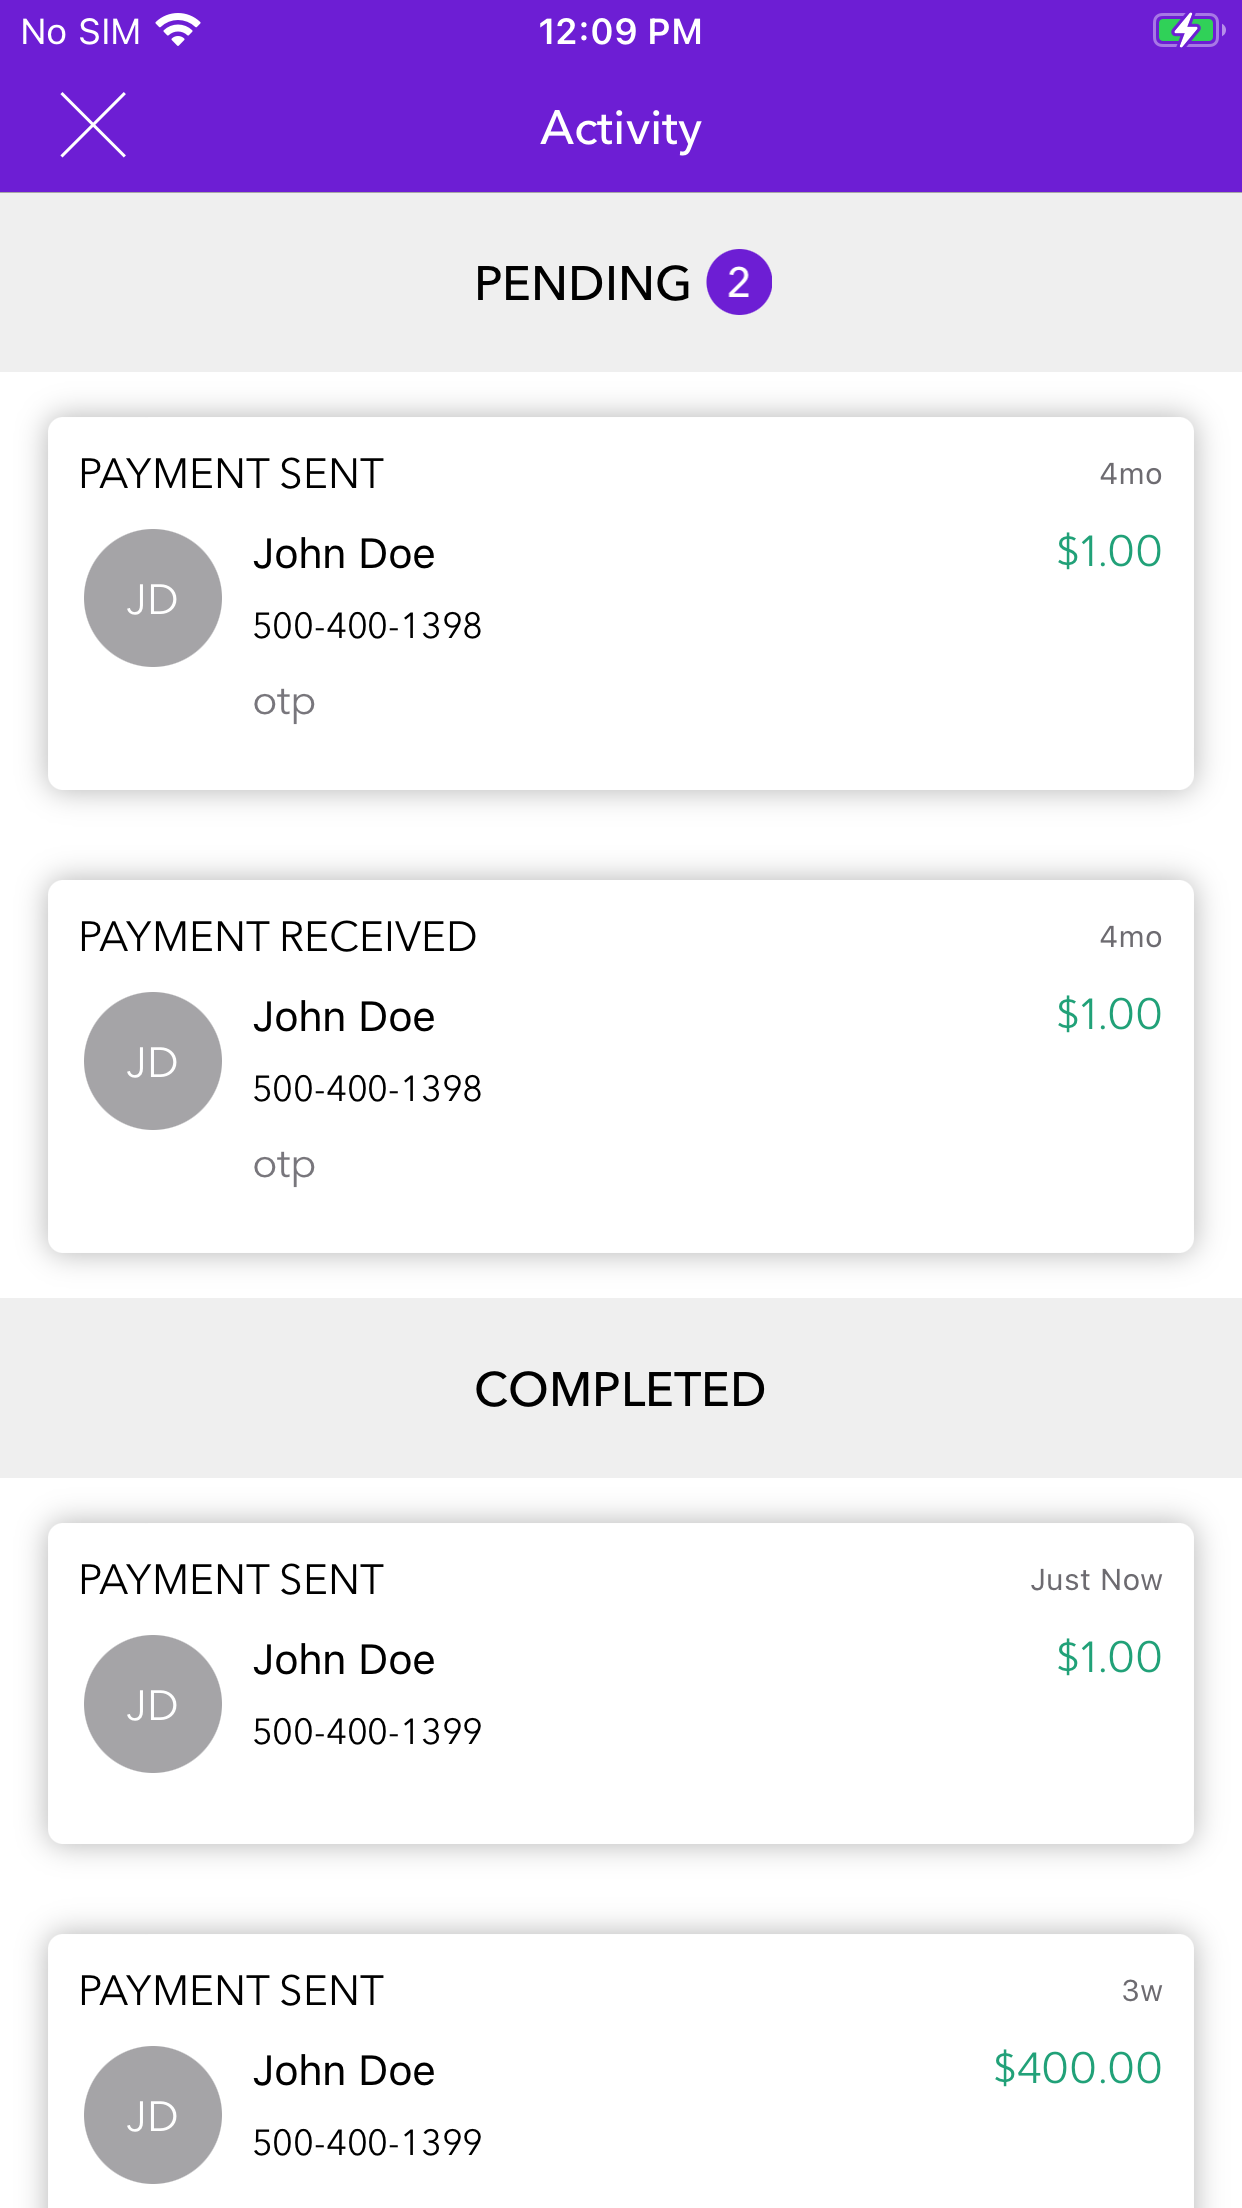 No SIM 12:09 PM
Activity
PENDING 2
PAYMENT SENT 4mo
JD John Doe $1.00
500-400-1398
otp
PAYMENT RECEIVED 4mo
JD John Doe $1.00
500-400-1398
otp
COMPLETED
PAYMENT SENT Just Now
JD John Doe $1.00
500-400-1399
PAYMENT SENT 3w
JD John Doe $400.00
500-400-1399